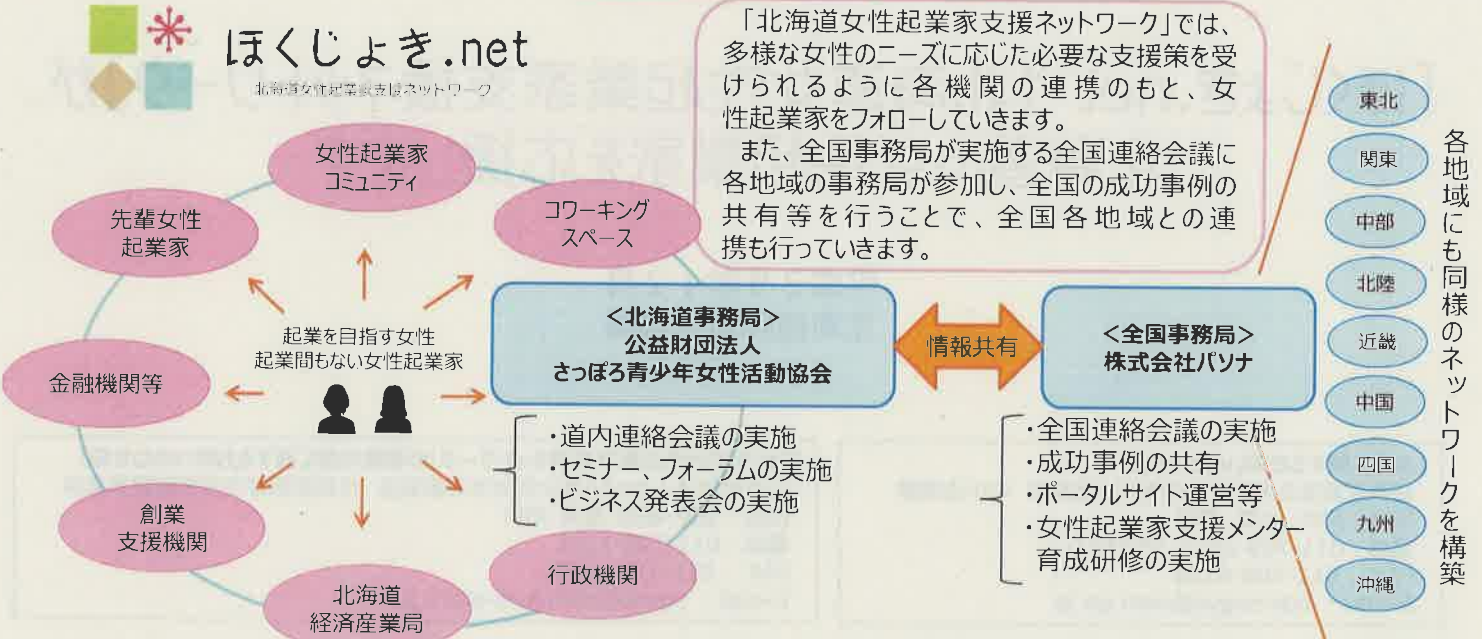 ほくじょき.net
北海道女性起業家支援ネットワーク
「北海道女性起業家支援ネットワーク」では、
多様な女性のニーズに応じた必要な支援策を受
けられるように各機関の連携のもと、女
性起業家をフォローしていきます。
また、全国事務局が実施する全国連絡会議に
各地域の事務局が参加し、全国の成功事例の
共有等を行うことで、全国各地域との連
携も行っていきます。
女性起業家
コミュニティ
先輩女性
起業家
コワーキング
スペース
起業を目指す女性
起業間もない女性起業家
金融機関等
創業
支援機関
北海道
経済産業局
行政機関
＜北海道事務局＞
公益財団法人
さっぽろ青少年女性活動協会
・道内連絡会議の実施
・セミナー、フォーラムの実施
・ビジネス発表会の実施
情報共有
＜全国事務局＞
株式会社パソナ
・全国連絡会議の実施
・成功事例の共有
・ポータルサイト運営等
・女性起業家支援メンター
育成研修の実施
東北
関東
中部
北陸
近畿
中国
四国
九州
沖縄
各地域にも同様のネットワークを構築